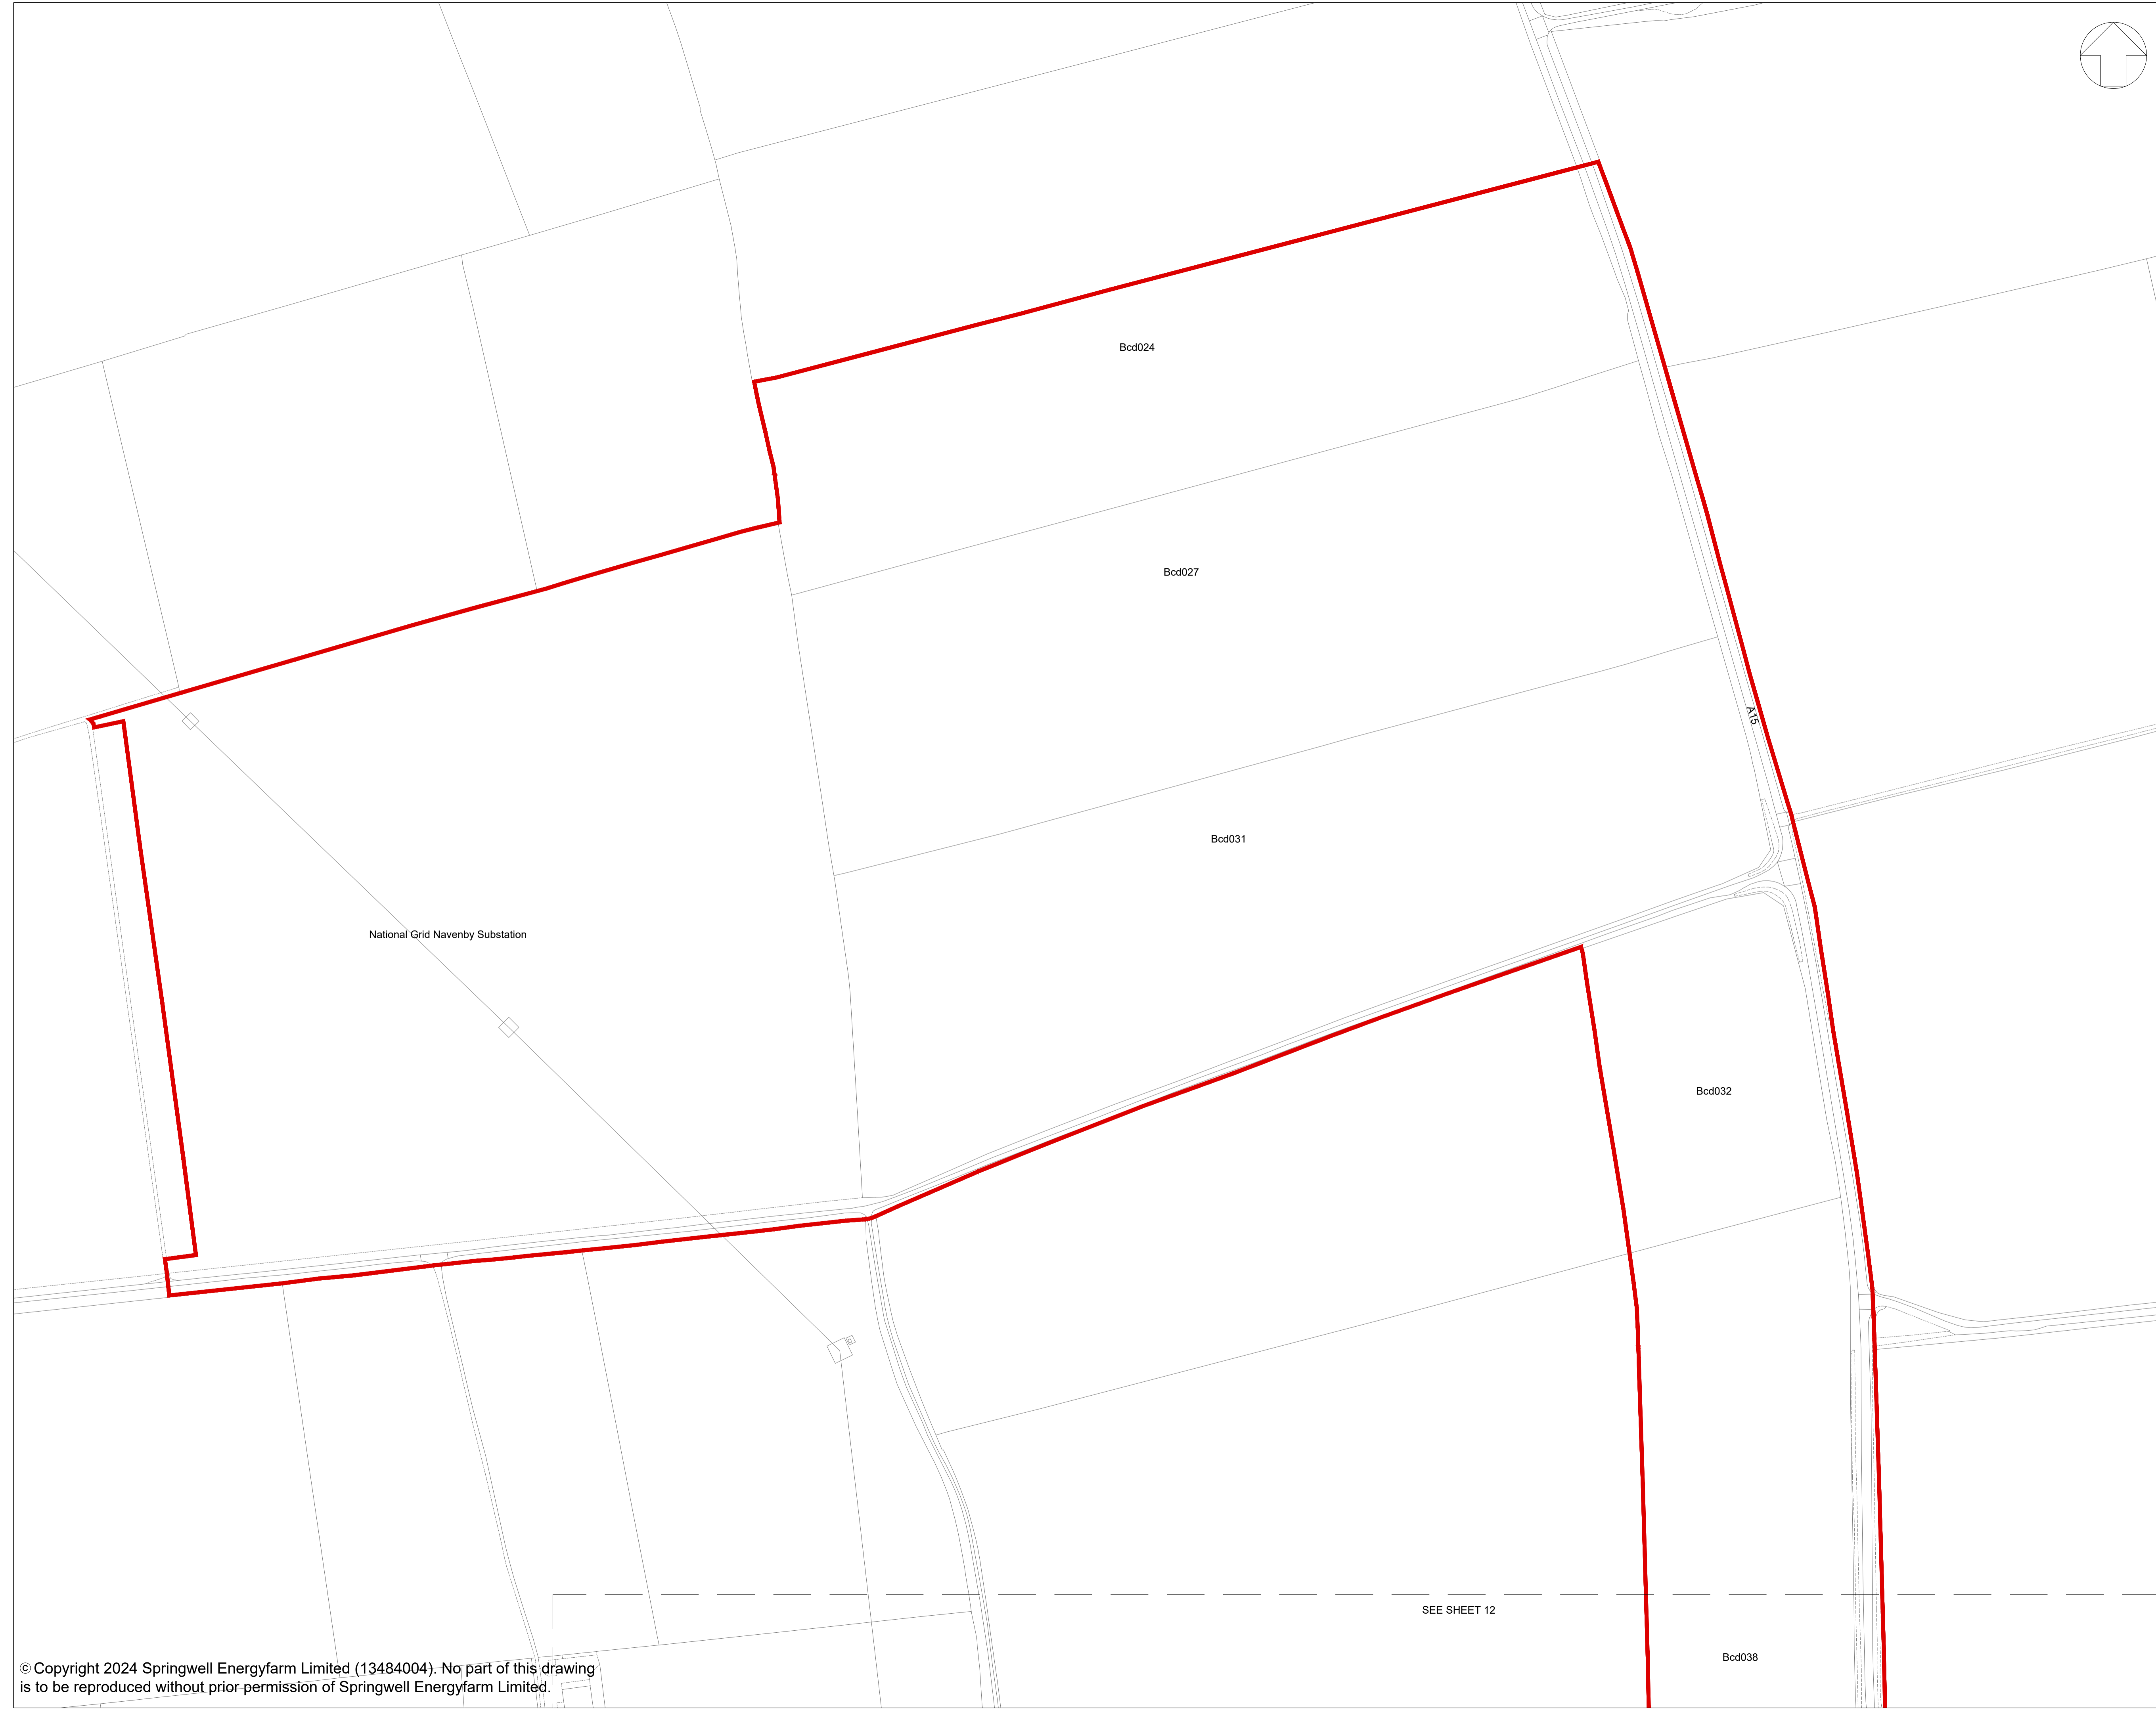 Bcd024
Bcd027
A15
Bcd031
National Grid Navenby Substation
Bcd032
SEE SHEET 12
Bcd038
© Copyright 2024 Springwell Energyfarm Limited (13484004). No part of this drawing
is to be reproduced without prior permission of Springwell Energyfarm Limited.